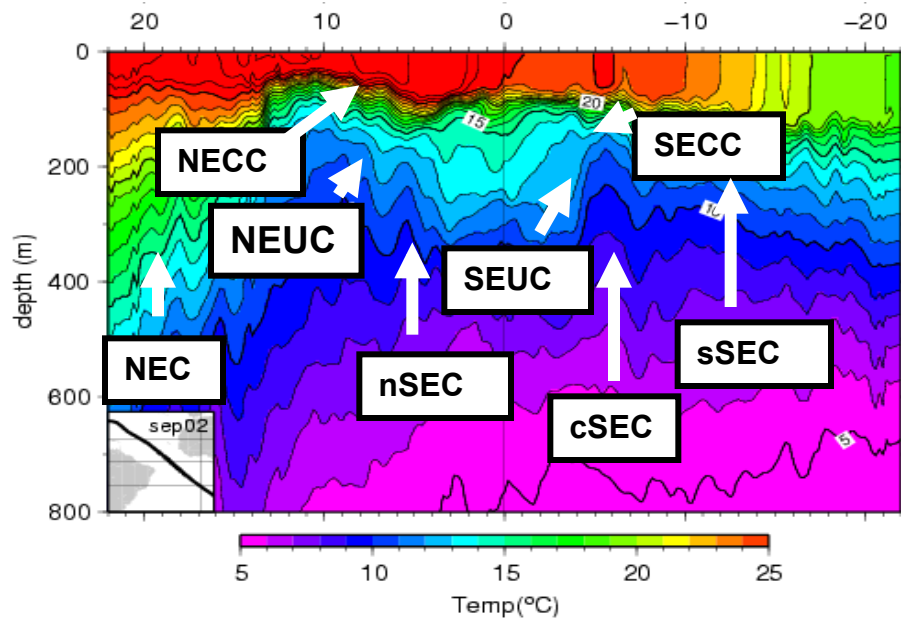 20 10 0 −10 −20
0
200
400
600
800
depth (m)
20
15
10
5
NECC
SECC
NEUC
SEUC
NEC
nSEC
sSEC
cSEC
sep02
5 10 15 20 25
Temp(ºC)